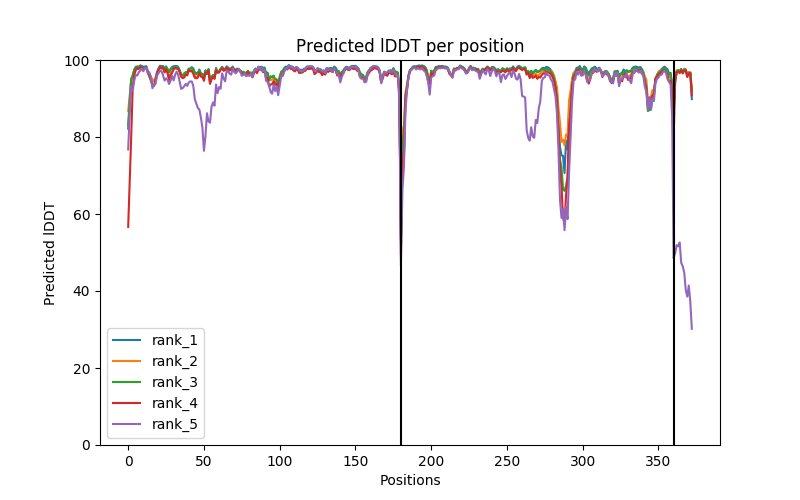 Predicted lDDT per position
100
80
60
40
20
0
Predicted lDDT
rank_1
rank_2
rank_3
rank_4
rank_5
0 50 100 150 200 250 300 350
Positions